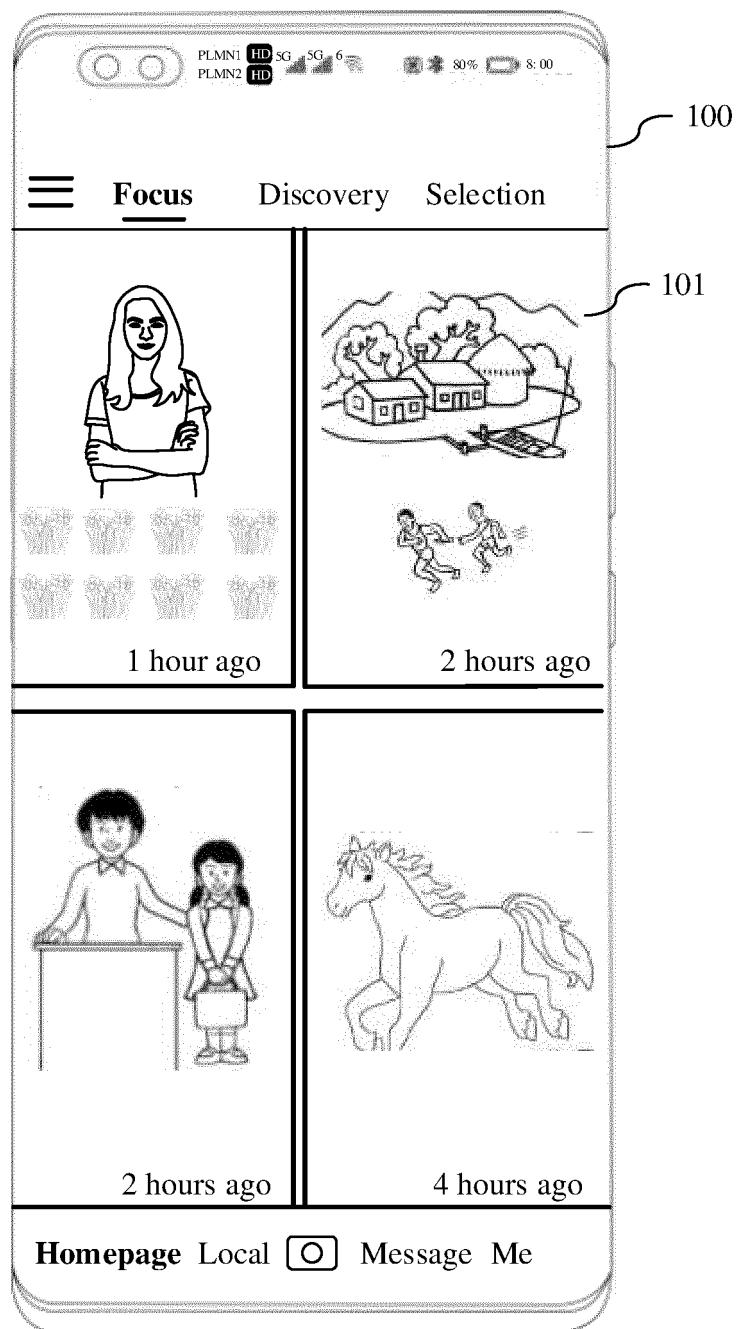 PLMN1 HD 5G 5G 6 80% 8: 00
PLMN2 HD
100
Focus Discovery Selection
101
1 hour ago 2 hours ago
2 hours ago 4 hours ago
Homepage Local Message Me